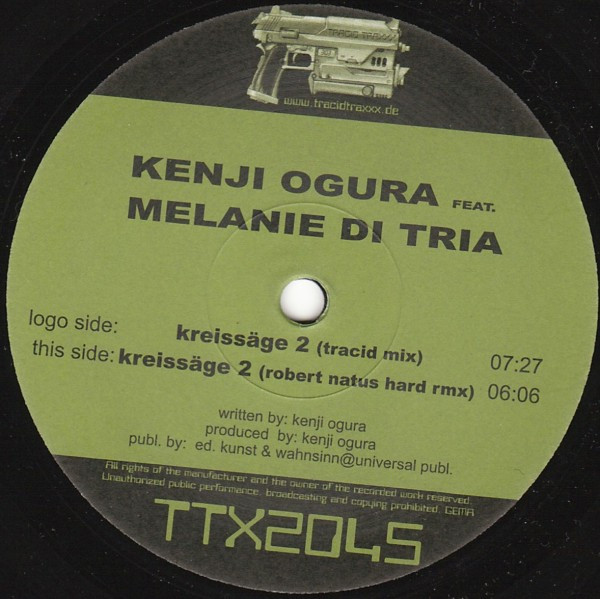 TRACID TRAXXX
www.tracidtraxxx.de
KENJI OGURA FEAT.
MELANIE DI TRIA
logo side: kreissäge 2 (tracid mix) 07:27
this side: kreissäge 2 (robert natus hard rmx) 06:06
written by: kenji ogura
produced by: kenji ogura
publ. by: ed. kunst & wahnsinn@universal publ.
All rights of the manufacturer and the owner of the recorded work reserved.
Unauthorized public performance, broadcasting and copying prohibited. GEMA
TTX2045